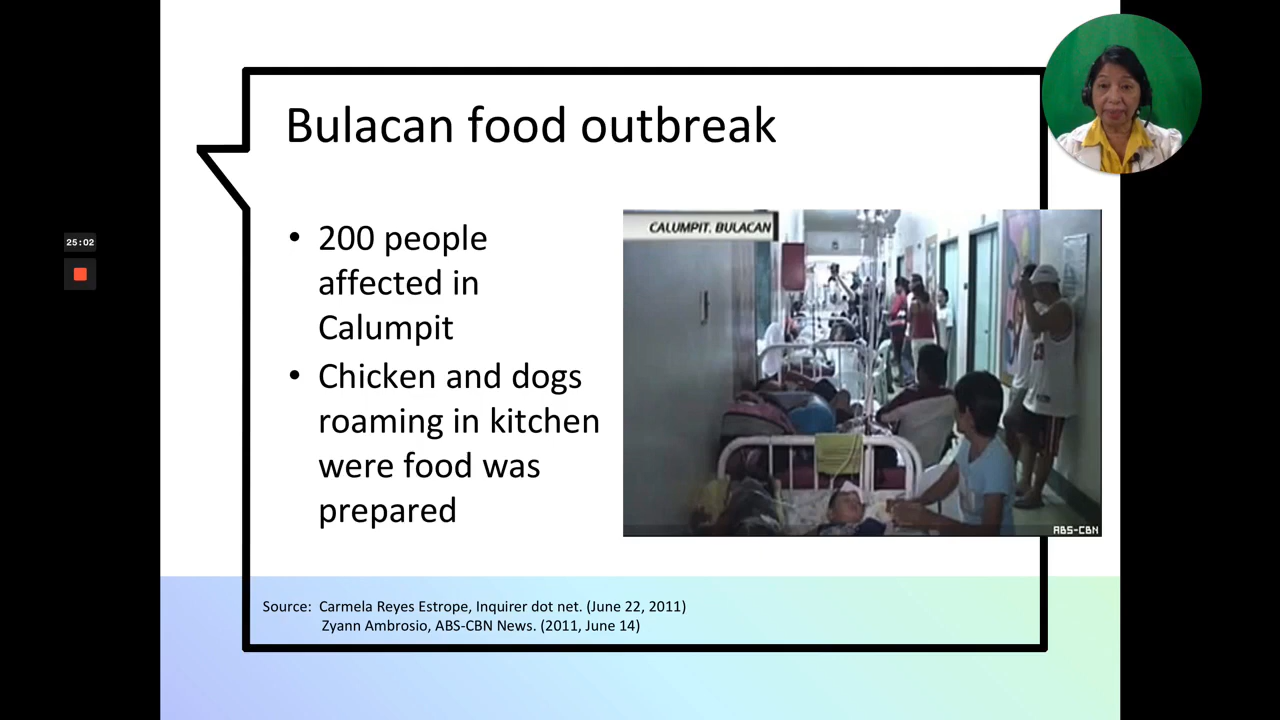 Bulacan food outbreak
25:02
• 200 people
affected in
Calumpit
• Chicken and dogs
roaming in kitchen
were food was
prepared
CALUMPIT, BULACAN
ABS-CBN
Source: Carmela Reyes Estrope, Inquirer dot net. (June 22, 2011)
Zyann Ambrosio, ABS-CBN News. (2011, June 14)